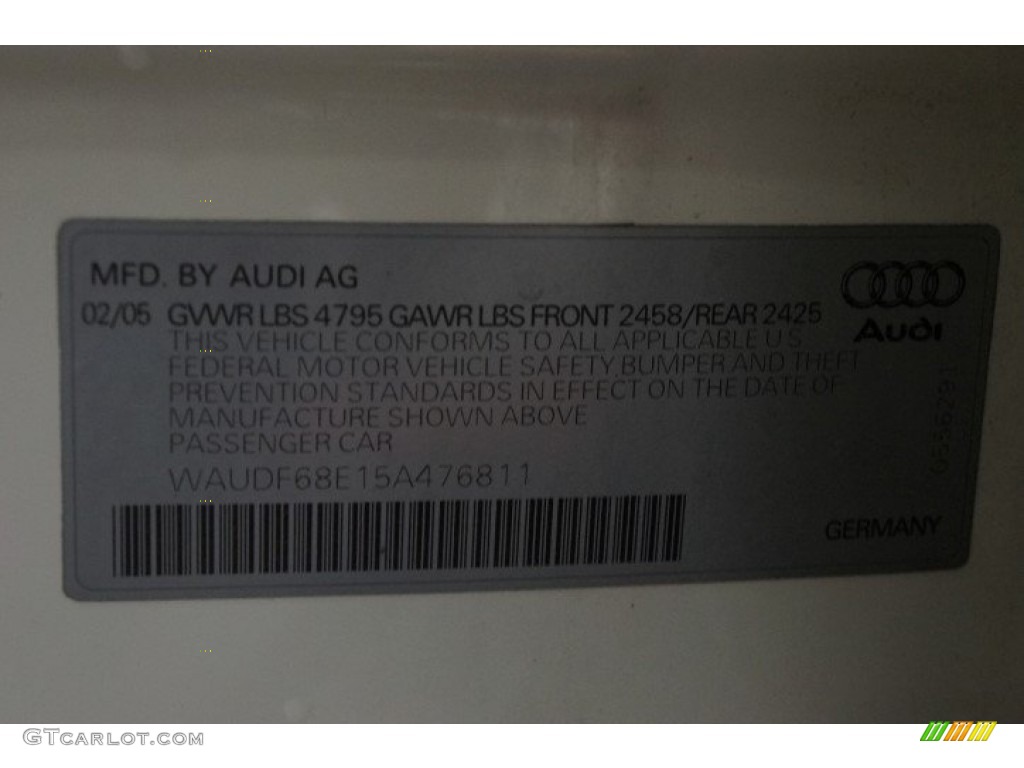 MFD. BY AUDI AG
02/05 GVWR LBS 4795 GAWR LBS FRONT 2458/REAR 2425
THIS VEHICLE CONFORMS TO ALL APPLICABLE U S
FEDERAL MOTOR VEHICLE SAFETY BUMPER AND THEFT
PREVENTION STANDARDS IN EFFECT ON THE DATE OF
MANUFACTURE SHOWN ABOVE
PASSENGER CAR
WAUDF68E15A476811
Audi
GERMANY
GTcarlot.com